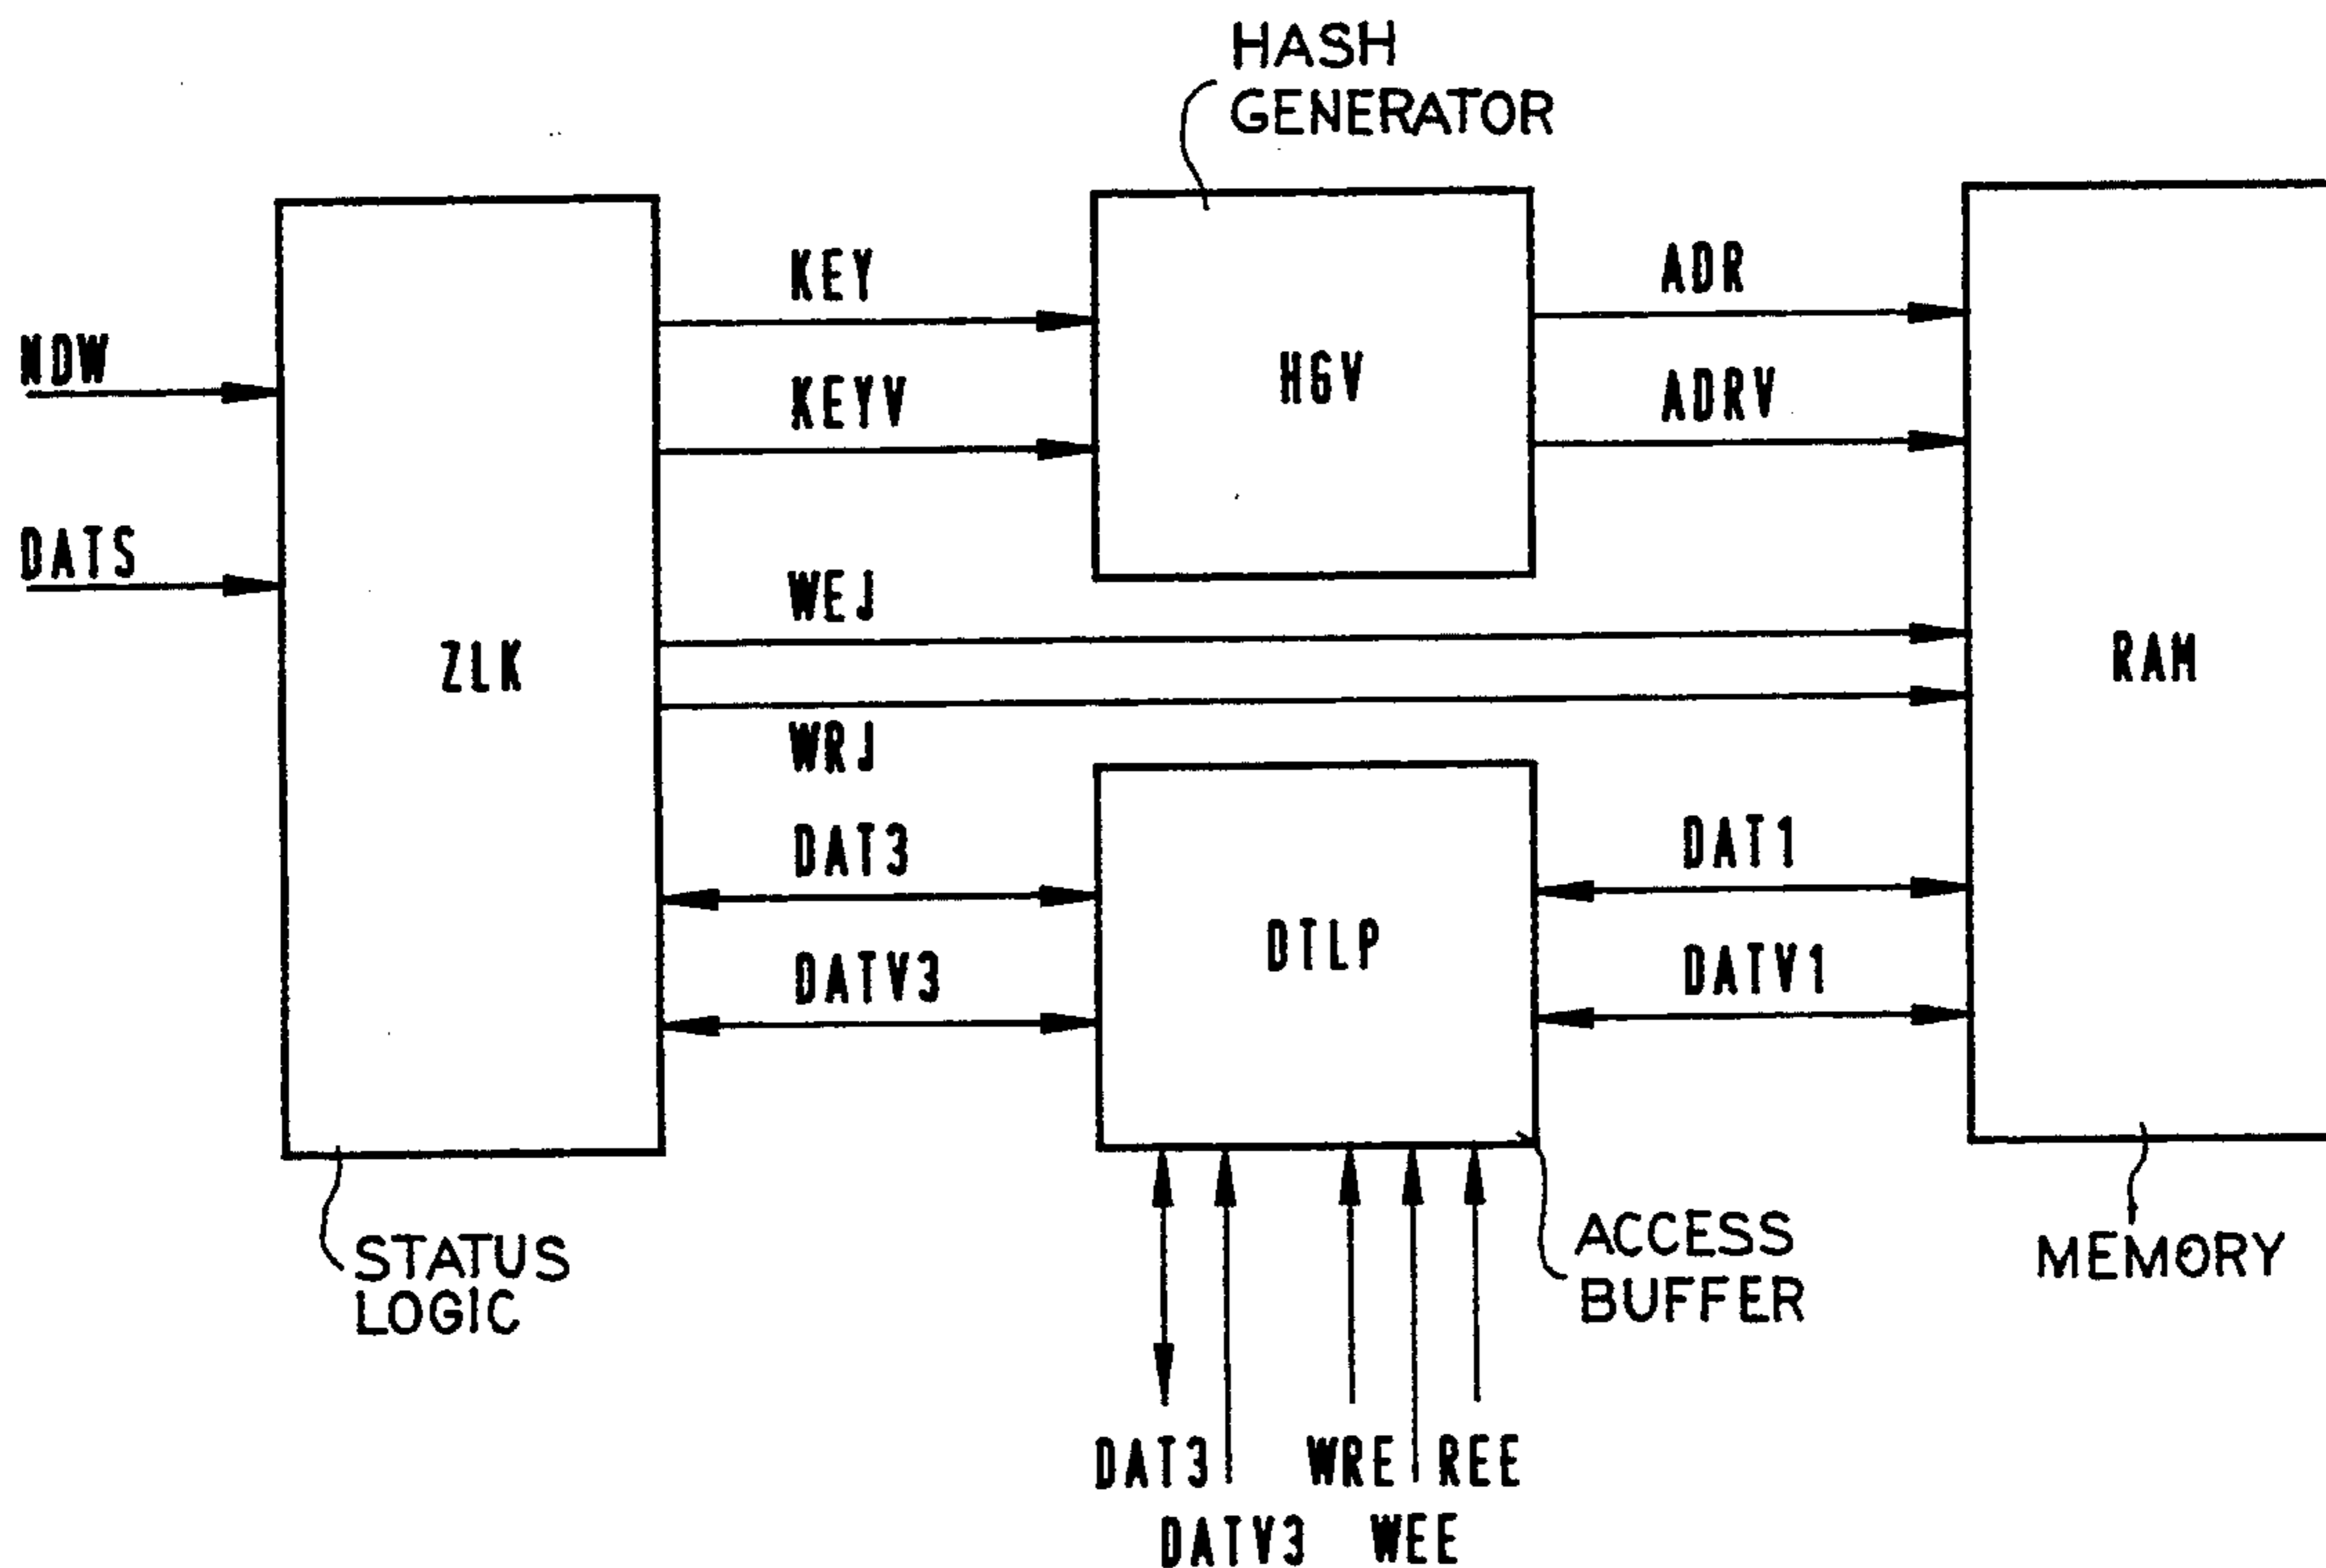 HASH
GENERATOR
KEY
ADR
NDW
HGV
KEYV
ADRV
DATS
WEJ
ZLK
RAM
WRJ
DAT3
DAT1
DTLP
DATV3
DATV1
STATUS
LOGIC
ACCESS
BUFFER
MEMORY
DAT3 WRE REE
DATV3 WEE